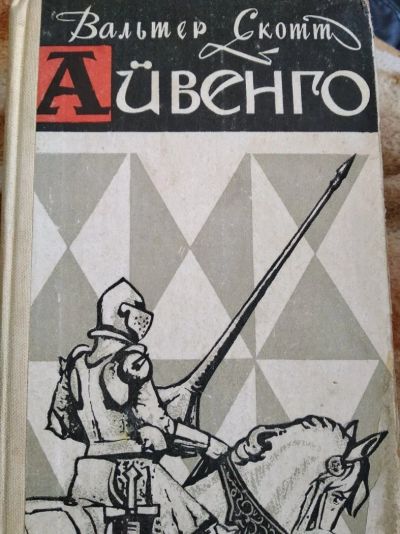 Вальтер Скотт
Айвенго